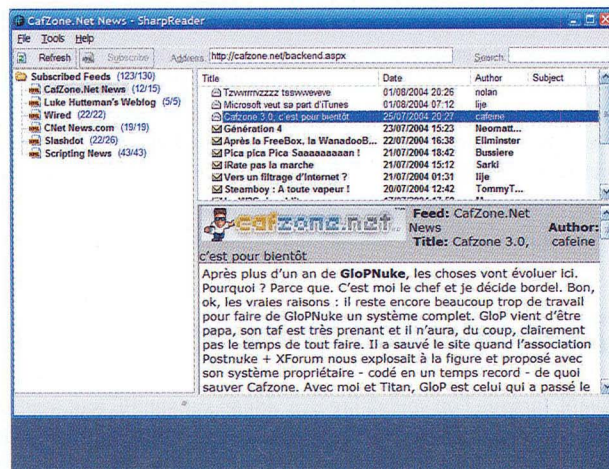 CafZone.Net News - SharpReader
File Tools Help
Refresh Subscribe Address: http://cafzone.net/backend.aspx Search:
Subscribed Feeds (123/130)
CafZone.Net News (12/15)
Luke Hutteman's Weblog (5/5)
Wired (22/22)
CNet News.com (19/19)
Slashdot (22/26)
Scripting News (43/43)
Title Date Author Subject
Tzwrrrrvzzzz tsswweveve 01/08/2004 20:26 nolan
Microsoft veut sa part d'iTunes 01/08/2004 07:12 lije
Cafzone 3.0, c'est pour bientôt 25/07/2004 20:27 cafeine
Génération 4 23/07/2004 15:23 Neomatt...
Après la FreeBox, la WanadooB... 22/07/2004 16:38 Ellminster
Pica pica Pica Saaaaaaaaan ! 21/07/2004 18:42 Bussiere
iRate pas la marche 21/07/2004 15:12 Sarki
Vers un filtrage d'Internet ? 21/07/2004 01:31 lije
Steamboy : A toute vapeur ! 20/07/2004 12:42 TommyT...
cafzone.net
Feed: CafZone.Net News Author: cafeine
Title: Cafzone 3.0, c'est pour bientôt
Après plus d'un an de GloPNuke, les choses vont évoluer ici.
Pourquoi ? Parce que. C'est moi le chef et je décide bordel. Bon,
ok, les vraies raisons : il reste encore beaucoup trop de travail
pour faire de GloPNuke un système complet. GloP vient d'être
papa, son taf est très prenant et il n'aura, du coup, clairement
pas le temps de tout faire. Il a sauvé le site quand l'association
Postnuke + XForum nous explosait à la figure et proposé avec
son système propriétaire - codé en un temps record - de quoi
sauver Cafzone. Avec moi et Titan, GloP est celui qui a passé le